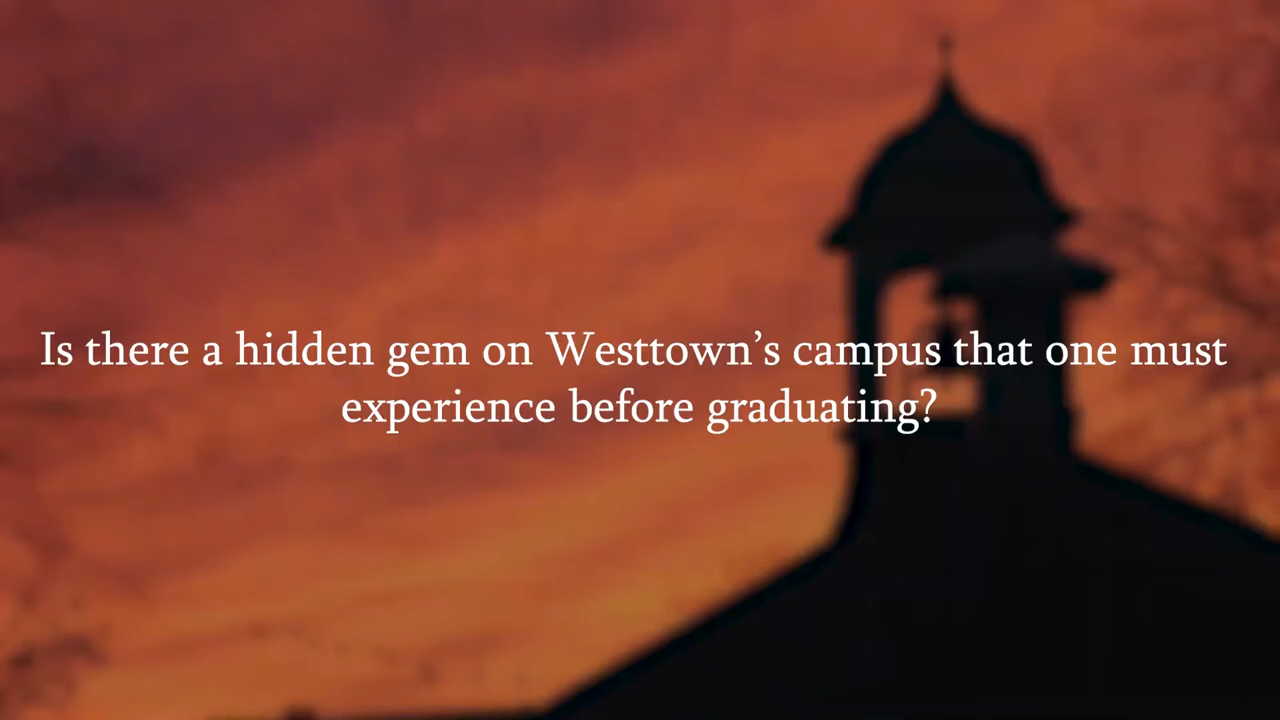 Is there a hidden gem on Westtown’s campus that one must
experience before graduating?